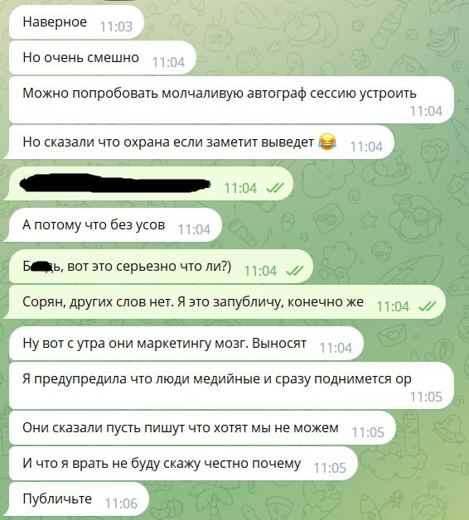 Наверное 11:03
Но очень смешно 11:04
Можно попробовать молчаливую автограф сессию устроить
11:04
Но сказали что охрана если заметит выведет 😂 11:04
11:04
А потому что без усов 11:04
Б дь, вот это серьезно что ли?) 11:04
Сорян, других слов нет. Я это запубличу, конечно же 11:04
Ну вот с утра они маркетингу мозг. Выносят 11:04
Я предупредила что люди медийные и сразу поднимется ор
11:05
Они сказали пусть пишут что хотят мы не можем 11:05
И что я врать не буду скажу честно почему 11:05
Публичьте 11:06